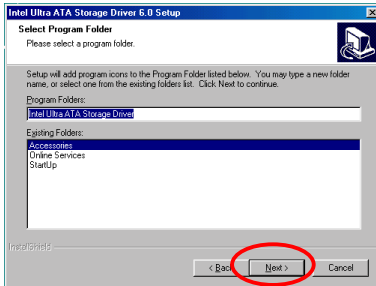 Intel Ultra ATA Storage Driver 6.0 Setup
Select Program Folder
Please select a program folder.
Setup will add program icons to the Program Folder listed below. You may type a new folder
name, or select one from the existing folders list. Click Next to continue.
Program Folders:
Intel Ultra ATA Storage Driver
Existing Folders:
Accessories
Online Services
StartUp
InstallShield
< Back Next > Cancel